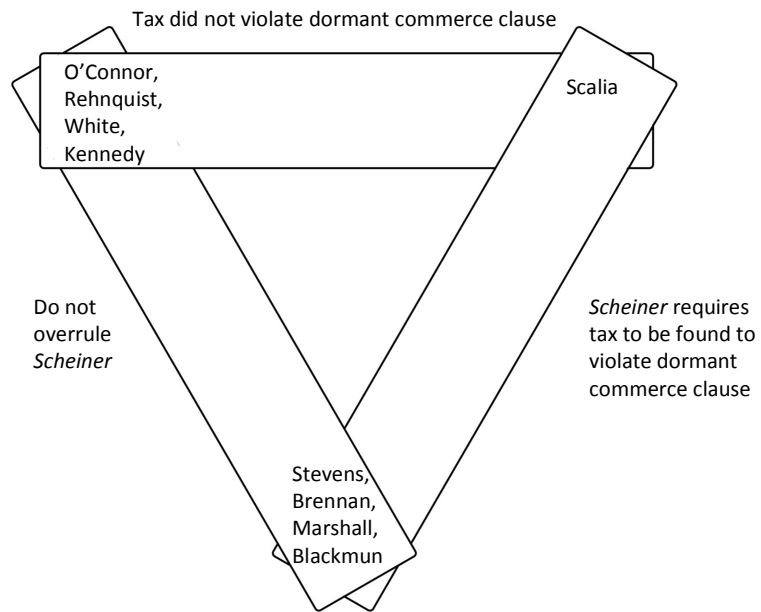 Tax did not violate dormant commerce clause
O’Connor,
Rehnquist,
White,
Kennedy
Scalia
Do not
overrule
Scheiner
Scheiner requires
tax to be found to
violate dormant
commerce clause
Stevens,
Brennan,
Marshall,
Blackmun